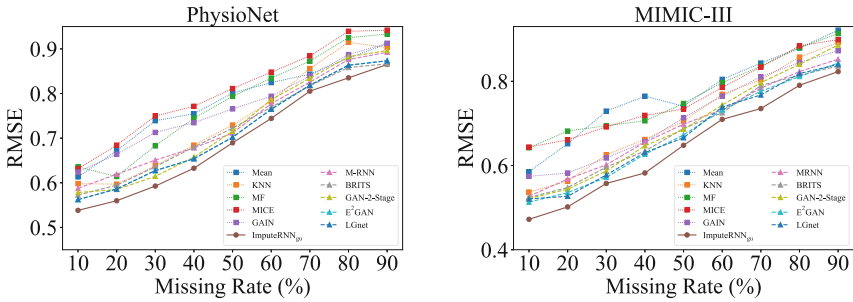 PhysioNet
RMSE
0.9
0.8
0.7
0.6
0.5
10 20 30 40 50 60 70 80 90
Missing Rate (%)
Mean
KNN
MF
MICE
GAIN
ImputeRNNgo
M-RNN
BRITS
GAN-2-Stage
E²GAN
LGnet
MIMIC-III
RMSE
0.8
0.6
0.4
10 20 30 40 50 60 70 80 90
Missing Rate (%)
Mean
KNN
MF
MICE
GAIN
ImputeRNNgo
MRNN
BRITS
GAN-2-Stage
E²GAN
LGnet